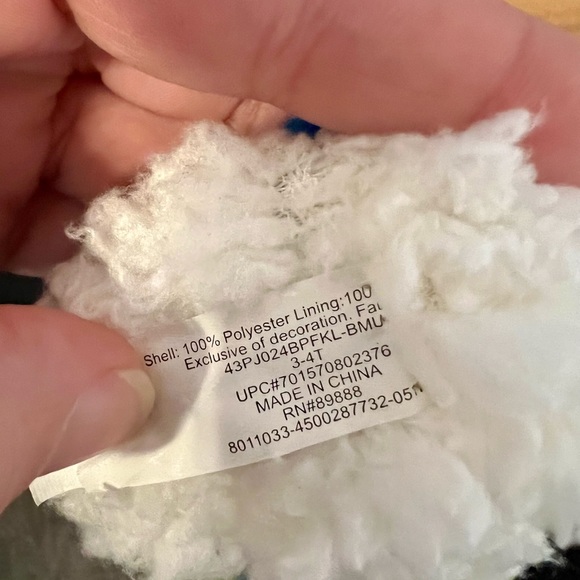 Shell: 100% Polyester Lining:100
Exclusive of decoration.
43PJ024BPFKL-BMU
3-4T
UPC#701570802376
MADE IN CHINA
RN#89888
8011033-4500287732-05